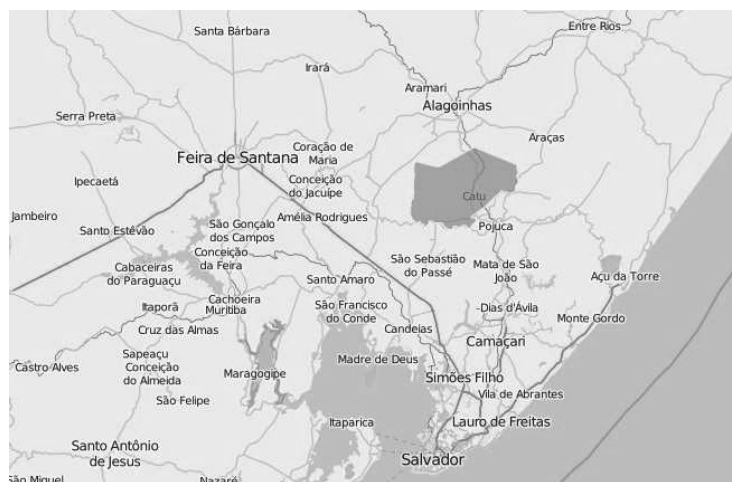 Entre Rios
Santa Bárbara
Irará
Aramari
Alagoinhas
Serra Preta
Araças
Coração de
Maria
Feira de Santana
Ipecaetá
Conceição
do Jacuípe
Catu
Jambeiro
Amélia Rodrigues
São Gonçalo
dos Campos
Santo Estêvão
Pojuca
Conceição
da Feira
São Sebastião
do Passé
Mata de São
João
Cabaceiras
do Paraguaçu
Açu da Torre
Santo Amaro
Cachoeira
Muritiba
Itaporã
São Francisco
do Conde
Dias d'Ávila
Monte Gordo
Cruz das Almas
Candeias
Camaçari
Sapeaçu
Conceição
do Almeida
Madre de Deus
Castro Alves
Maragogipe
Simões Filho
Vila de Abrantes
São Felipe
Itaparica
Lauro de Freitas
Santo Antônio
de Jesus
Salvador
São Miguel
Nazaré